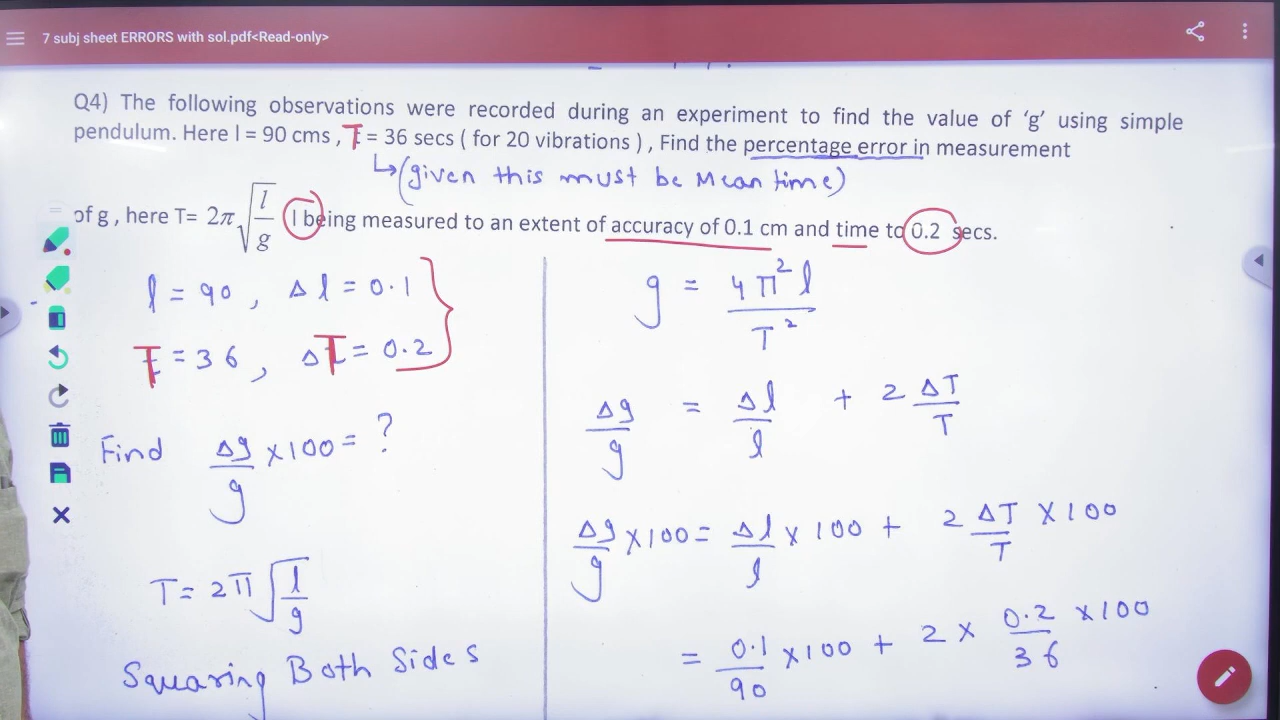 7 subj sheet ERRORS with sol.pdf<Read-only>
Q4) The following observations were recorded during an experiment to find the value of 'g' using simple
pendulum. Here l = 90 cms , T = 36 secs ( for 20 vibrations ) , Find the percentage error in measurement
(given this must be Mean time)
of g , here T= 2π √(l/g) l being measured to an extent of accuracy of 0.1 cm and time to 0.2 secs.
l = 90 , Δl = 0.1
T = 36 , ΔT = 0.2
Find Δg/g ×100 = ?
T = 2π √(l/g)
Squaring Both Sides
g = 4π²l / T²
Δg/g = Δl/l + 2 ΔT/T
Δg/g ×100 = Δl/l × 100 + 2 ΔT/T × 100
= 0.1/90 ×100 + 2 × 0.2/36 ×100